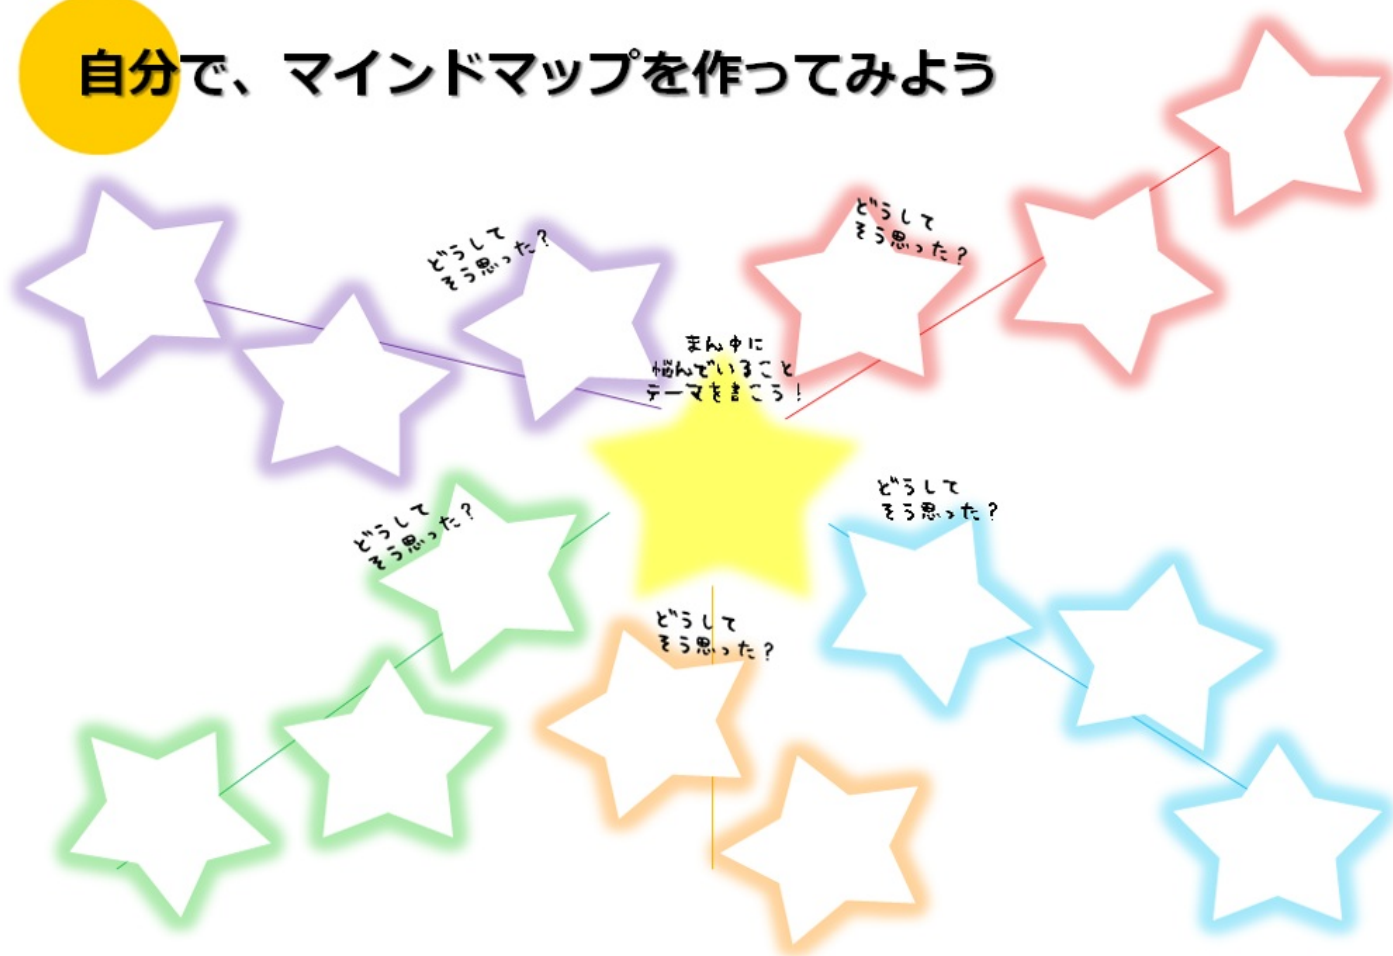 自分で、マインドマップを作ってみよう
どうして
そう思った?
どうして
そう思った?
まん中に
悩んでいること
テーマを書こう!
どうして
そう思った?
どうして
そう思った?
どうして
そう思った?